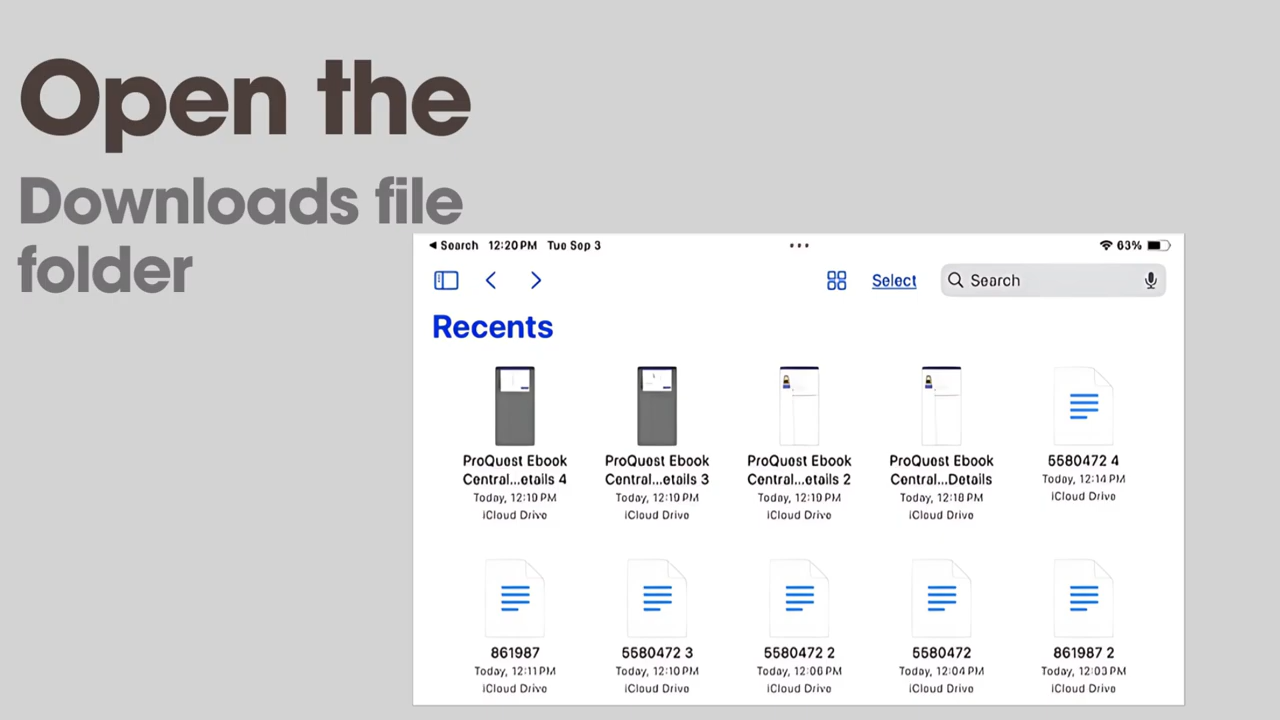 Open the
Downloads file
folder
Search 12:20 PM Tue Sep 3
63%
Select
Search
Recents
ProQuest Ebook
Central...etails 4
Today, 12:19 PM
iCloud Drive
ProQuest Ebook
Central...etails 3
Today, 12:19 PM
iCloud Drive
ProQuest Ebook
Central...etails 2
Today, 12:19 PM
iCloud Drive
ProQuest Ebook
Central...Details
Today, 12:18 PM
iCloud Drive
5580472 4
Today, 12:14 PM
iCloud Drive
861987
Today, 12:11 PM
iCloud Drive
5580472 3
Today, 12:10 PM
iCloud Drive
5580472 2
Today, 12:06 PM
iCloud Drive
5580472
Today, 12:04 PM
iCloud Drive
861987 2
Today, 12:03 PM
iCloud Drive